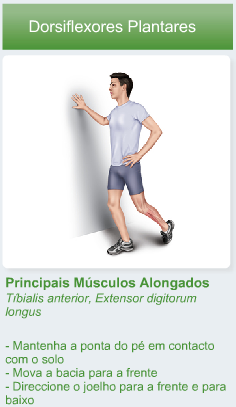 Dorsiflexores Plantares
Principais Músculos Alongados
Tíbialis anterior, Extensor digitorum
longus
- Mantenha a ponta do pé em contacto
com o solo
- Mova a bacia para a frente
- Direccione o joelho para a frente e para
baixo